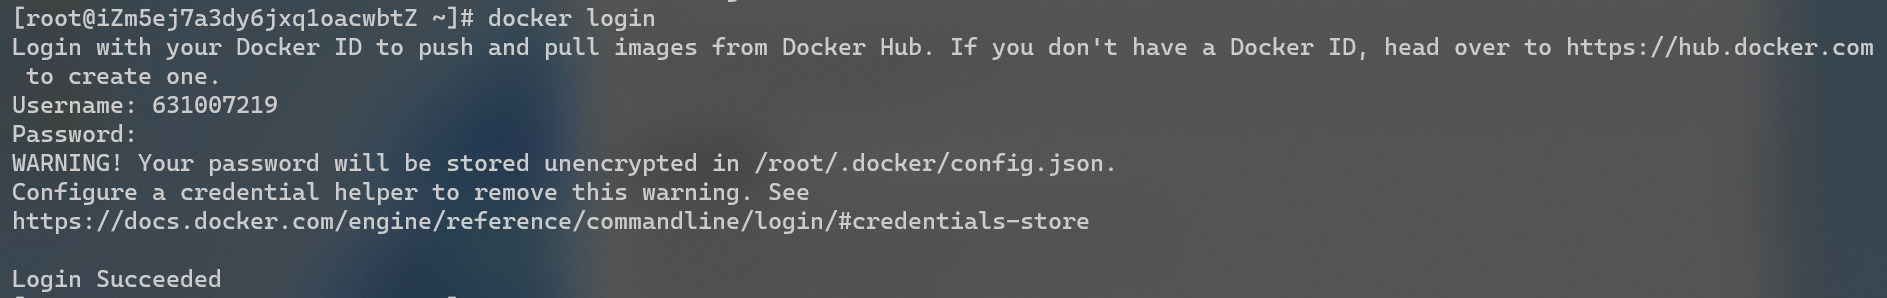 [root@iZm5ej7a3dy6jxq1oacwbtZ ~]# docker login
Login with your Docker ID to push and pull images from Docker Hub. If you don't have a Docker ID, head over to https://hub.docker.com
 to create one.
Username: 631007219
Password:
WARNING! Your password will be stored unencrypted in /root/.docker/config.json.
Configure a credential helper to remove this warning. See
https://docs.docker.com/engine/reference/commandline/login/#credentials-store
Login Succeeded